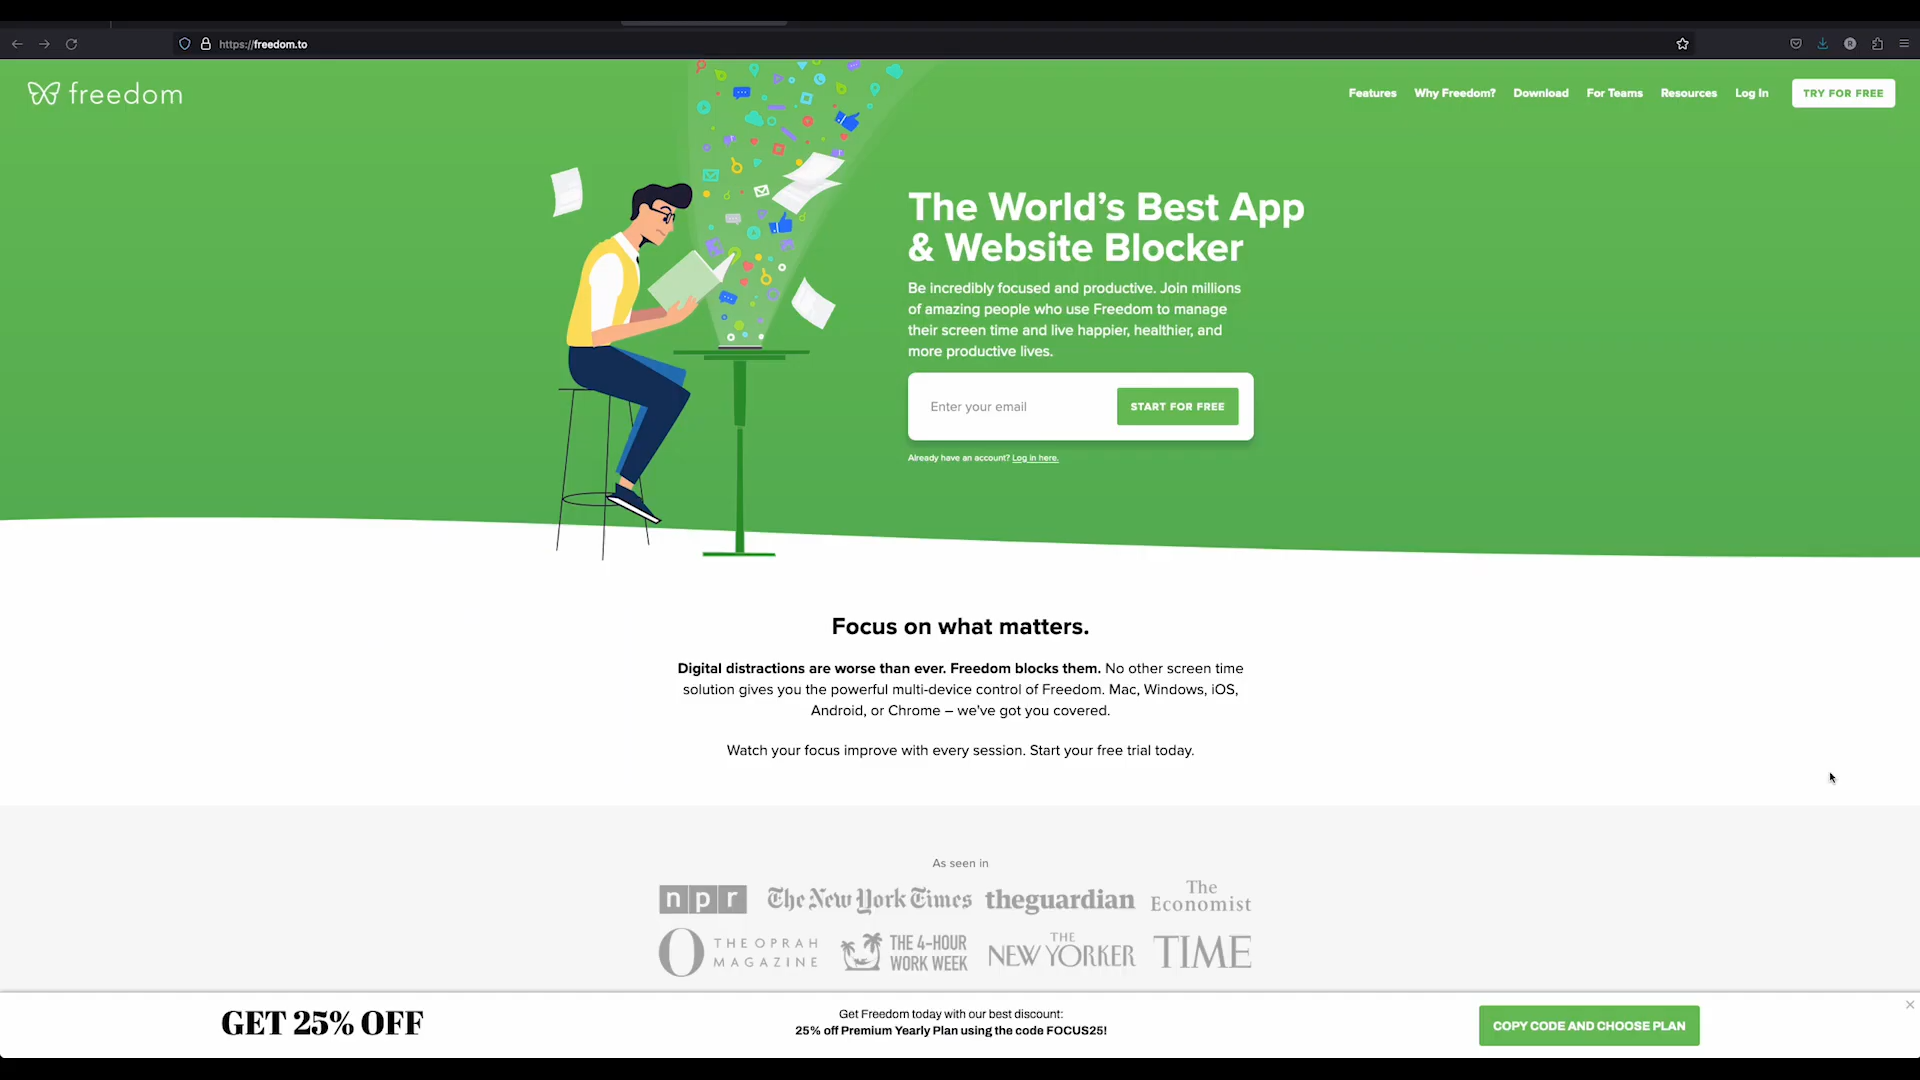 https://freedom.to
freedom
Features
Why Freedom?
Download
For Teams
Resources
Log In
TRY FOR FREE
The World's Best App
& Website Blocker
Be incredibly focused and productive. Join millions
of amazing people who use Freedom to manage
their screen time and live happier, healthier, and
more productive lives.
Enter your email
START FOR FREE
Already have an account? Log in here.
Focus on what matters.
Digital distractions are worse than ever. Freedom blocks them. No other screen time
solution gives you the powerful multi-device control of Freedom. Mac, Windows, iOS,
Android, or Chrome – we've got you covered.
Watch your focus improve with every session. Start your free trial today.
As seen in
npr
The New York Times
theguardian
The
Economist
O THE OPRAH
MAGAZINE
THE 4-HOUR
WORK WEEK
THE
NEW YORKER
TIME
GET 25% OFF
Get Freedom today with our best discount:
25% off Premium Yearly Plan using the code FOCUS25!
COPY CODE AND CHOOSE PLAN